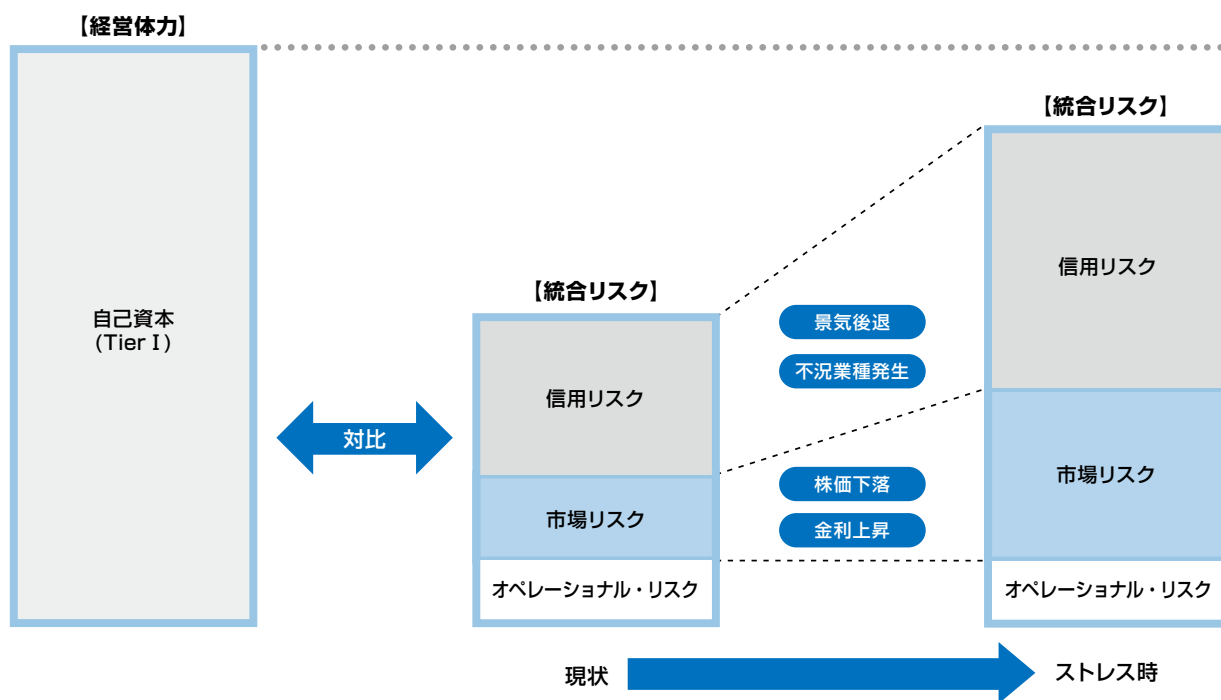 【経営体力】
自己資本
(Tier Ⅰ)
対比
【統合リスク】
信用リスク
市場リスク
オペレーショナル・リスク
景気後退
不況業種発生
株価下落
金利上昇
【統合リスク】
信用リスク
市場リスク
オペレーショナル・リスク
現状
ストレス時